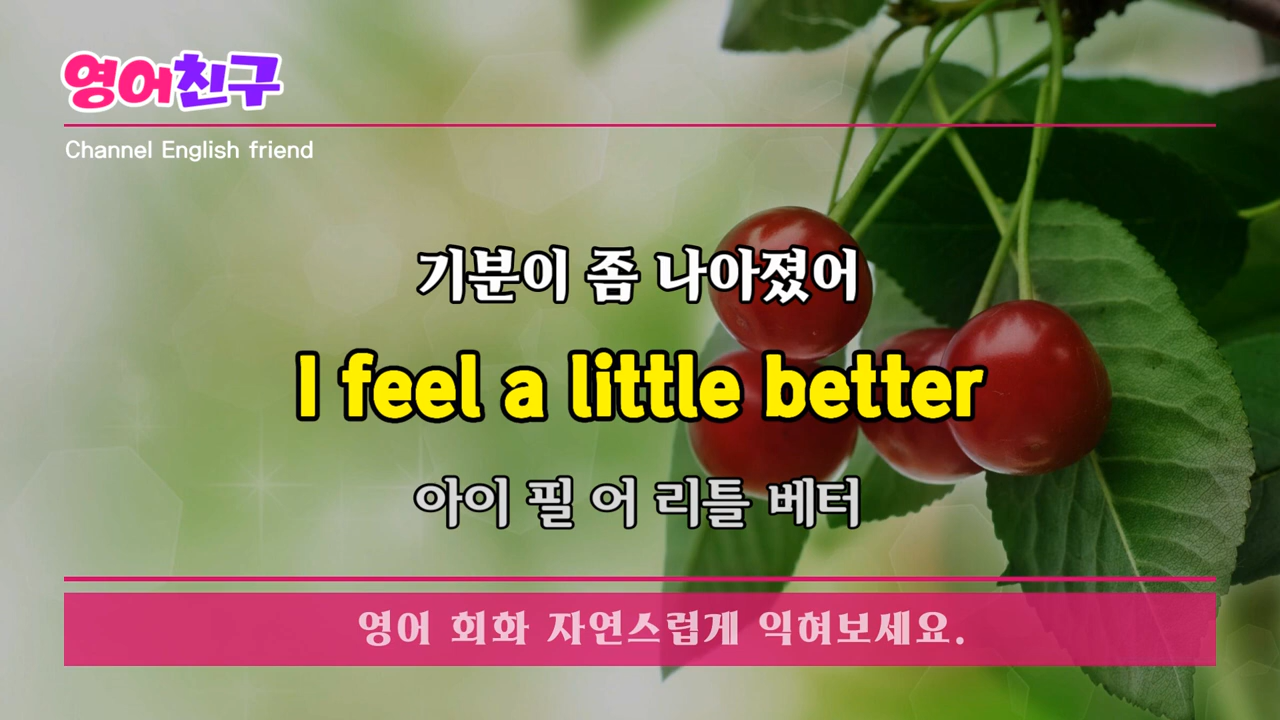 영어친구
Channel English friend
기분이 좀 나아졌어
I feel a little better
아이 필 어 리틀 베터
영어 회화 자연스럽게 익혀보세요.